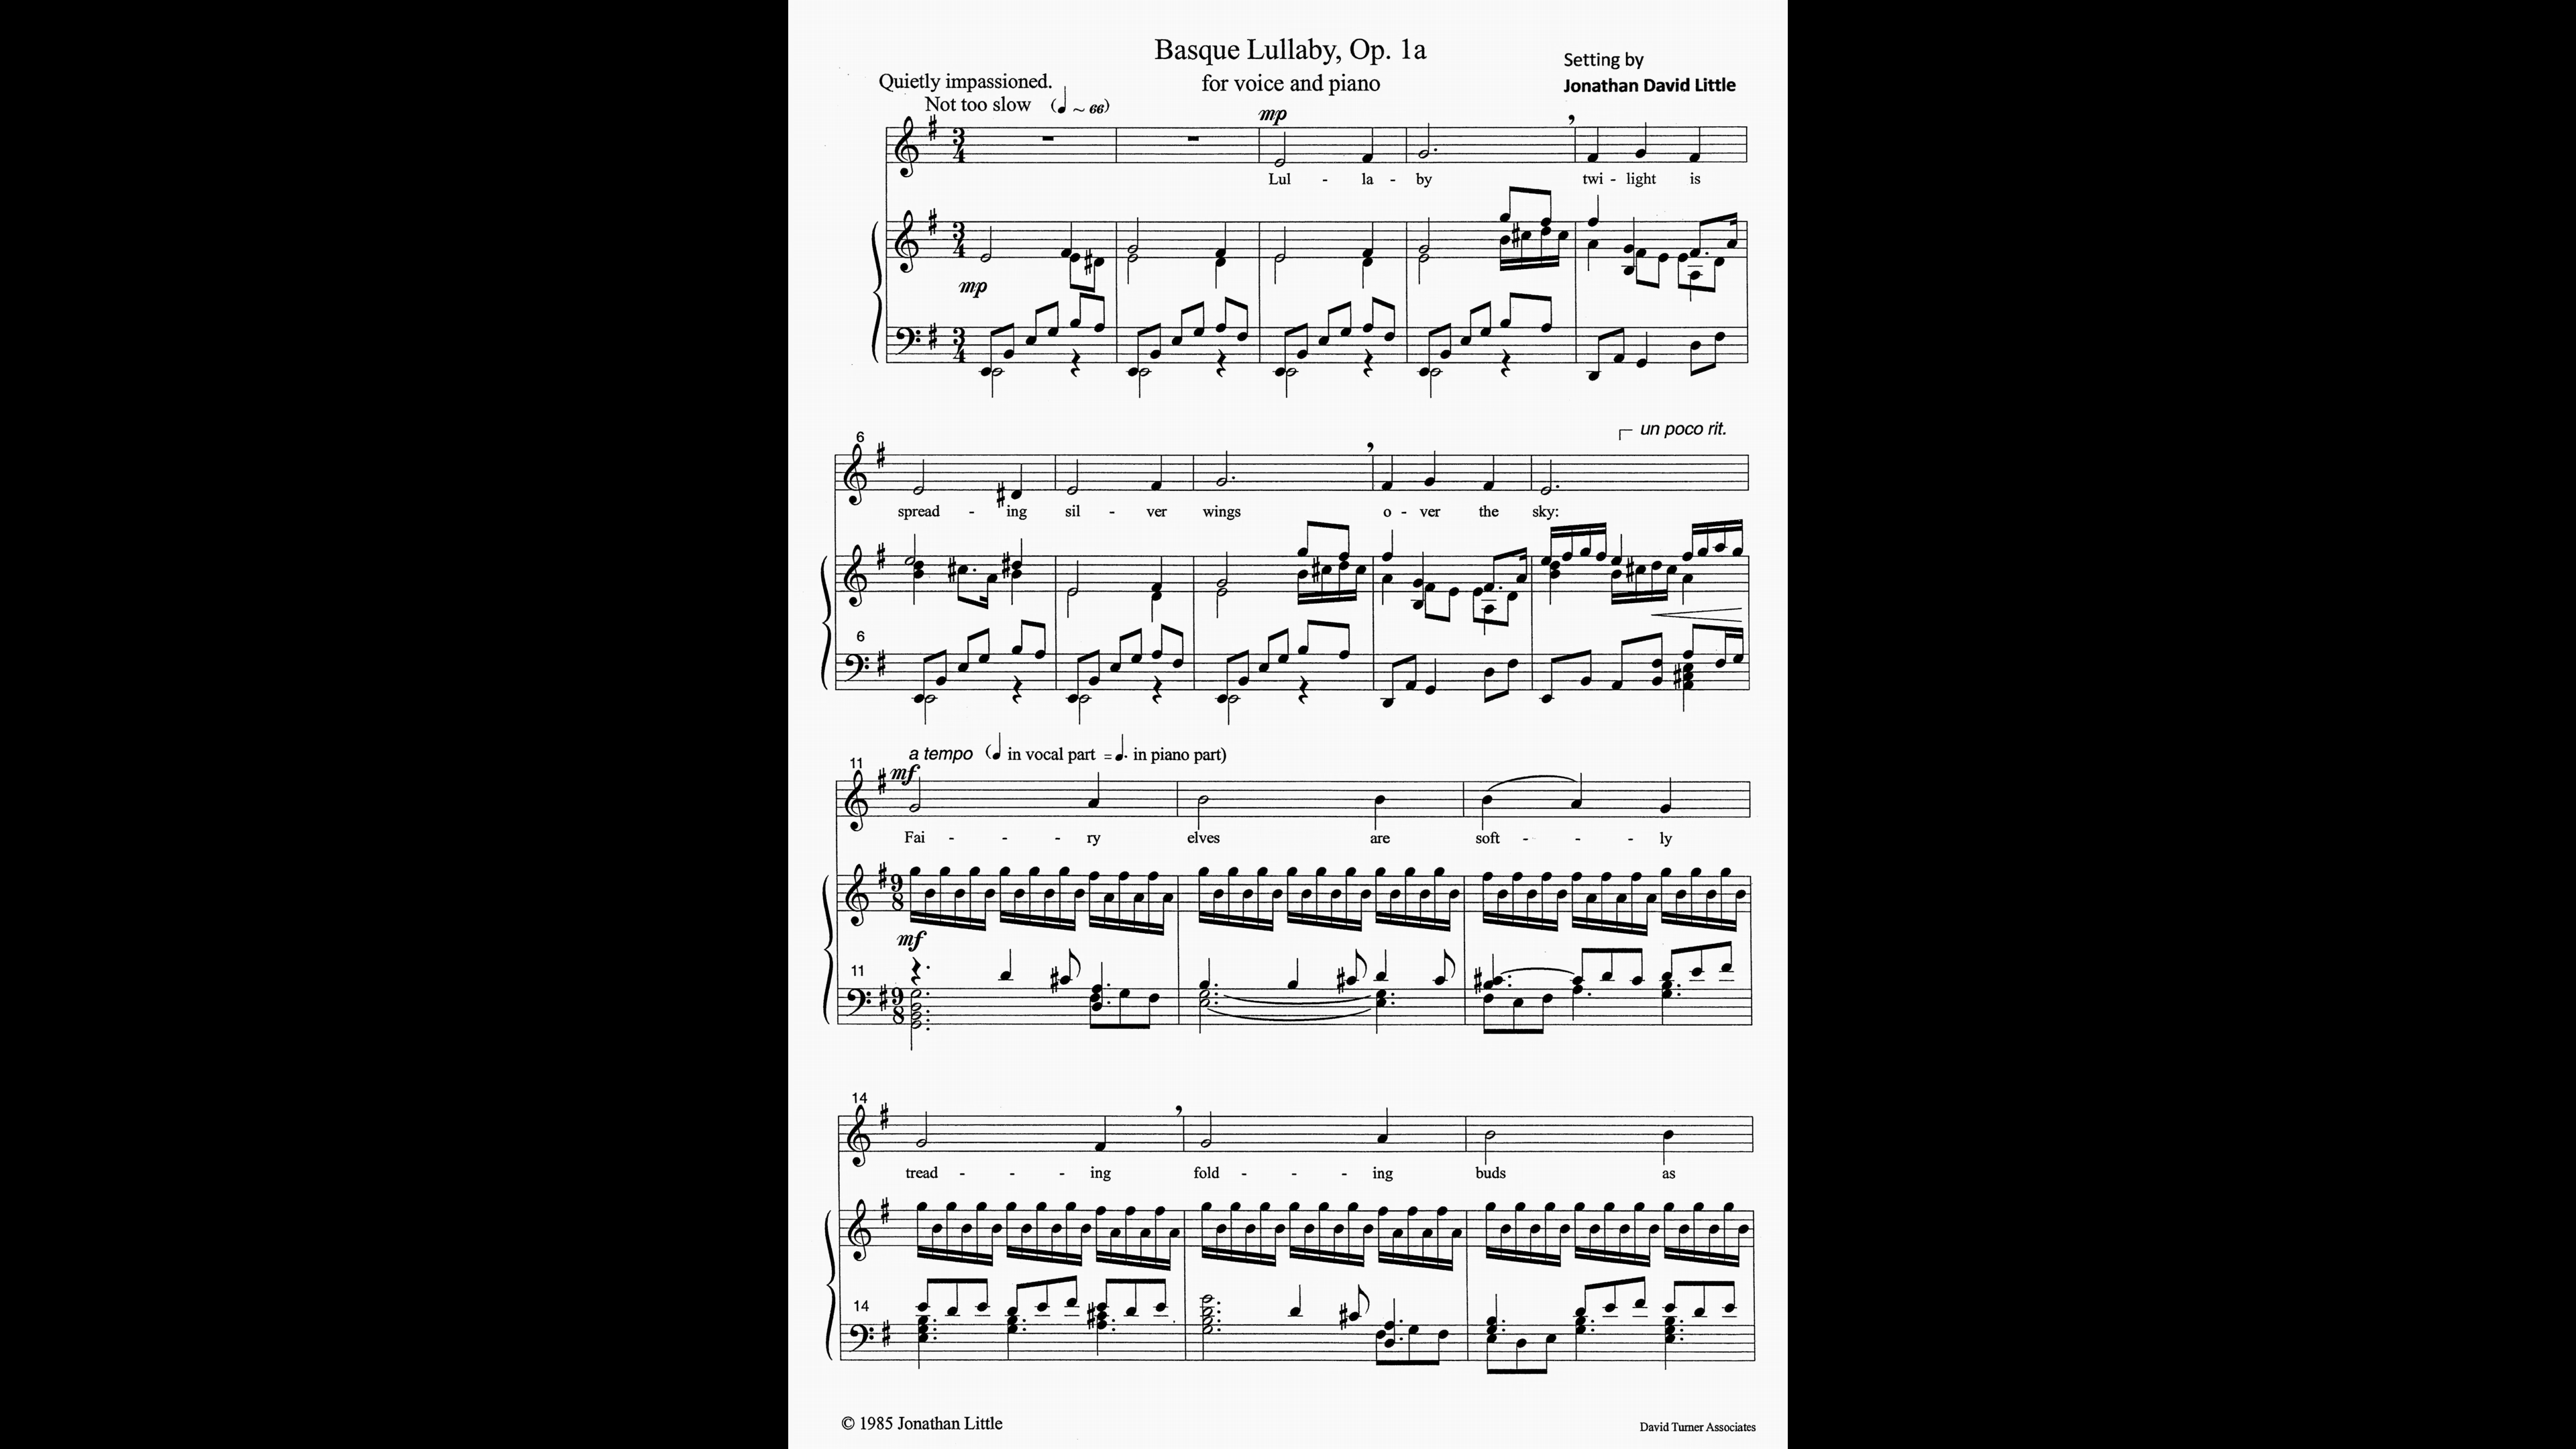 Basque Lullaby, Op. 1a
for voice and piano
Setting by
Jonathan David Little
Quietly impassioned.
Not too slow (♩ ~ 66)
mp
Lul - la - by twi - light is
mp
6
un poco rit.
spread - ing sil - ver wings o - ver the sky:
6
11
a tempo (♩ in vocal part = ♩. in piano part)
mf
Fai - - - ry elves are soft - - - ly
mf
11
14
tread - - - ing fold - - - ing buds as
14
© 1985 Jonathan Little
David Turner Associates